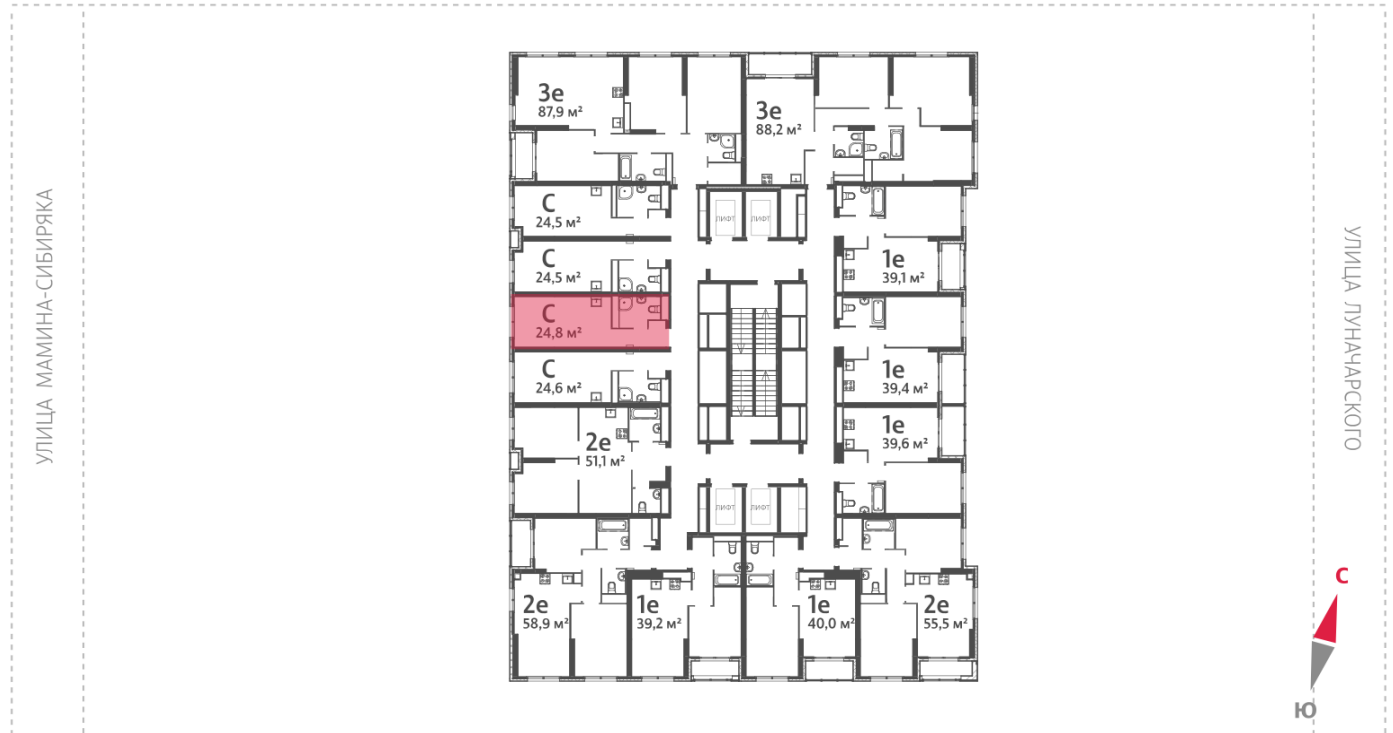 УЛИЦА МАМИНА-СИБИРЯКА
3е
87,9 м²
3е
88,2 м²
С
24,5 м²
ЛИФТ
ЛИФТ
С
24,5 м²
1е
39,1 м²
С
24,8 м²
С
24,6 м²
1е
39,4 м²
2е
51,1 м²
1е
39,6 м²
ЛИФТ
ЛИФТ
2е
58,9 м²
1е
39,2 м²
1е
40,0 м²
2е
55,5 м²
УЛИЦА ЛУНАЧАРСКОГО
С
Ю